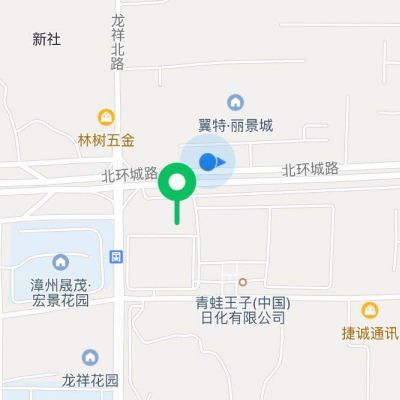 龙祥北路
新社
翼特·丽景城
林树五金
北环城路
北环城路
漳州晟茂·
宏景花园
青蛙王子(中国)
日化有限公司
捷诚通讯
龙祥花园